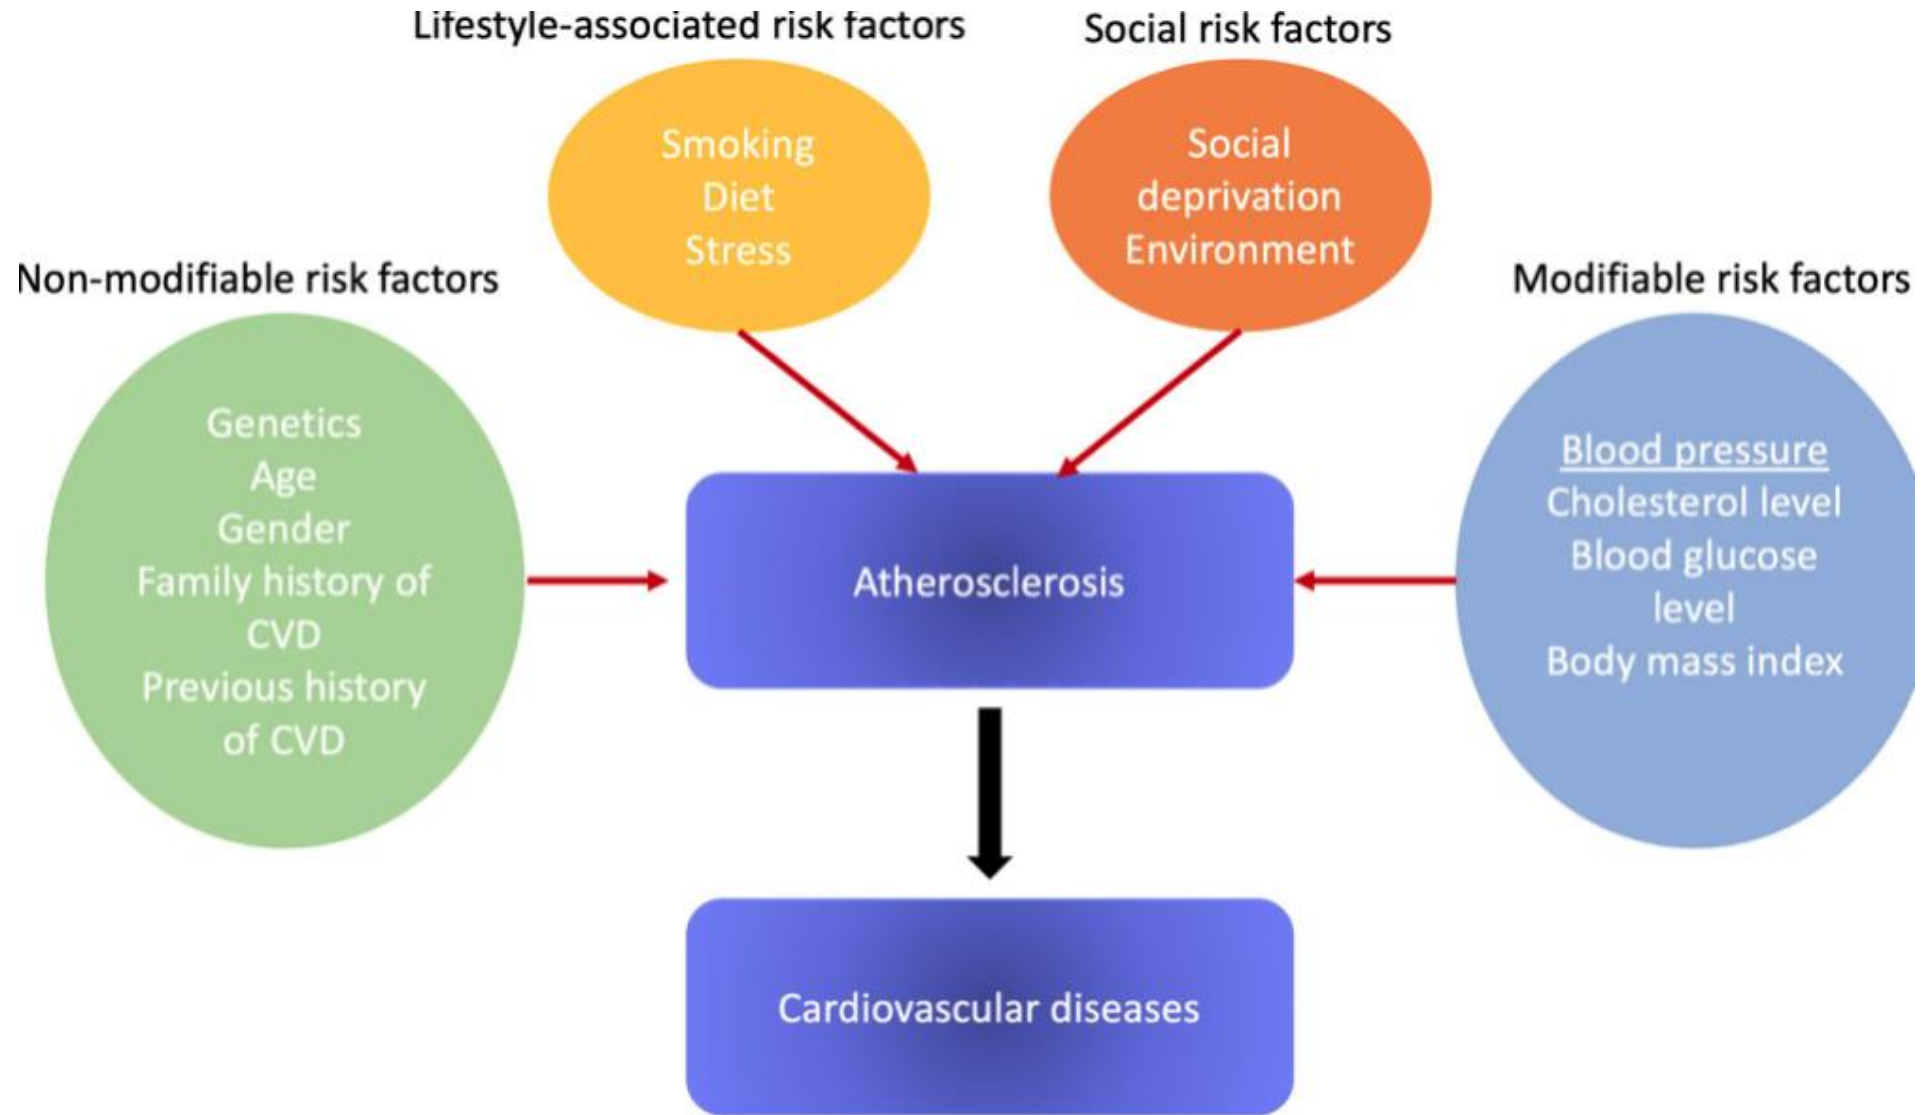 Lifestyle-associated risk factors
Social risk factors
Smoking
Diet
Stress
Social
deprivation
Environment
Non-modifiable risk factors
Modifiable risk factors
Genetics
Age
Gender
Family history of
CVD
Previous history
of CVD
Blood pressure
Cholesterol level
Blood glucose
level
Body mass index
Atherosclerosis
Cardiovascular diseases